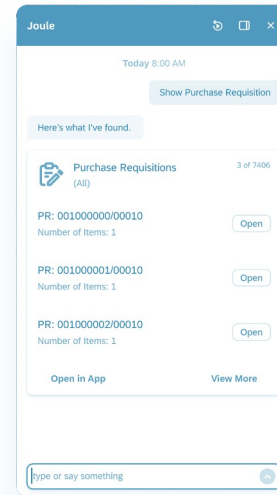 Joule
Today 8:00 AM
Show Purchase Requisition
Here's what I've found.
Purchase Requisitions
3 of 7406
(All)
PR: 001000000/00010
Open
Number of Items: 1
PR: 001000001/00010
Open
Number of Items: 1
PR: 001000002/00010
Open
Number of Items: 1
Open in App
View More
type or say something